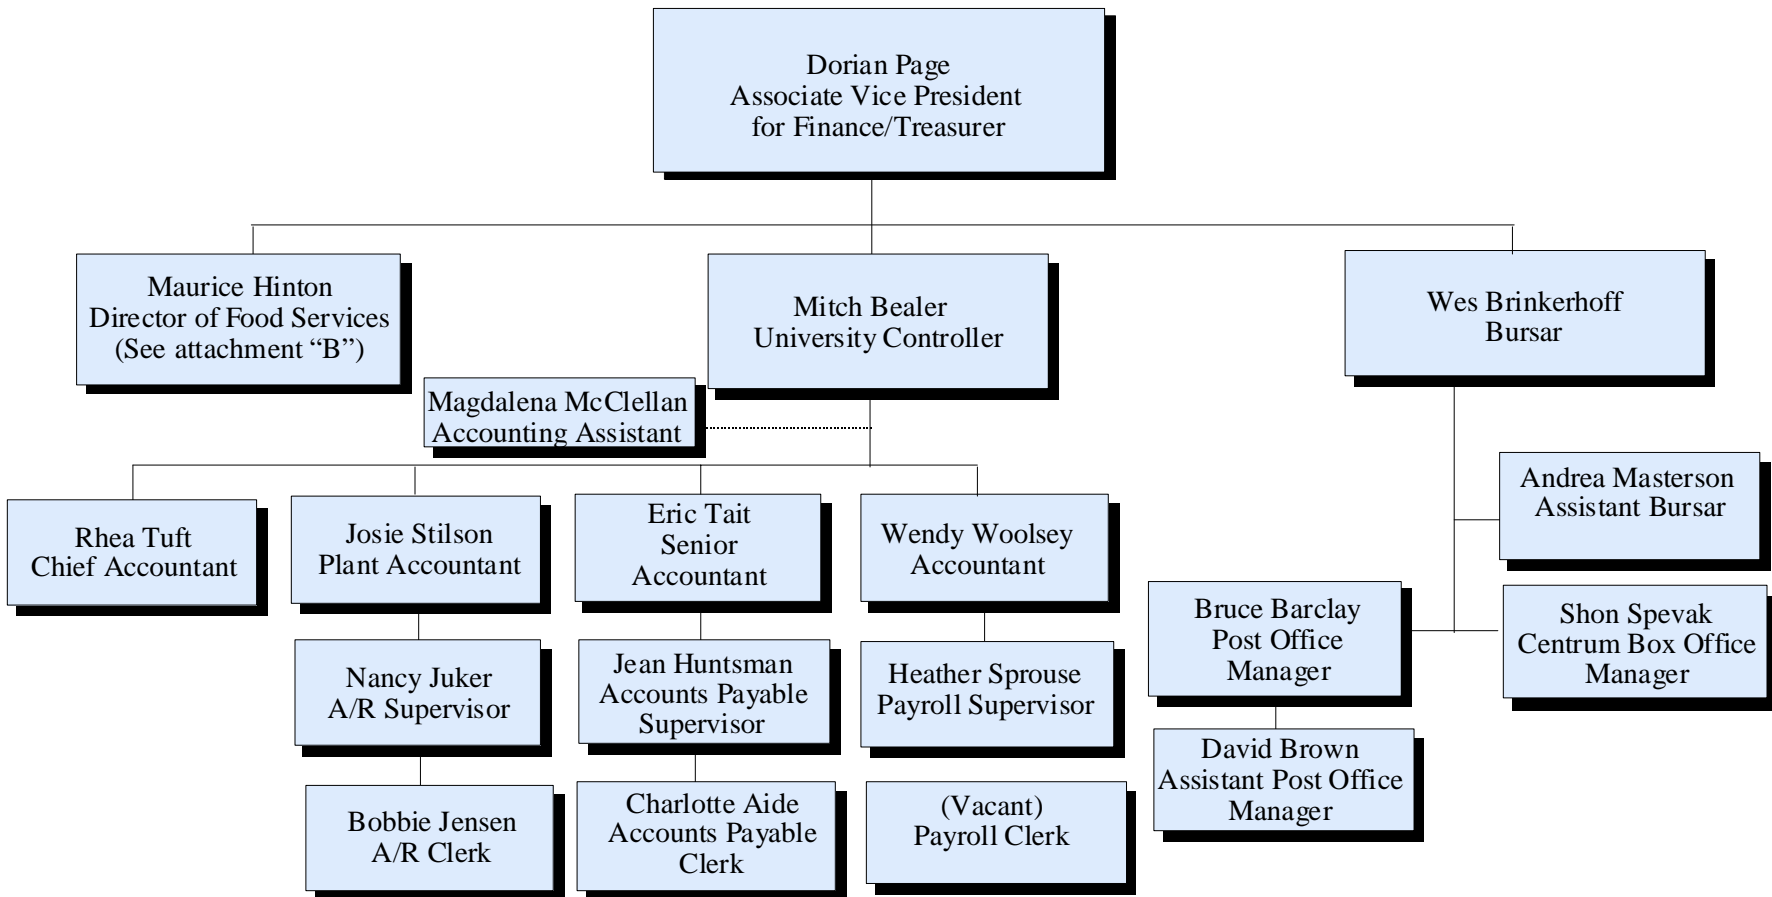 Dorian Page
Associate Vice President
for Finance/Treasurer
Maurice Hinton
Director of Food Services
(See attachment “B”)
Mitch Bealer
University Controller
Wes Brinkerhoff
Bursar
Magdalena McClellan
Accounting Assistant
Rhea Tuft
Chief Accountant
Josie Stilson
Plant Accountant
Eric Tait
Senior
Accountant
Wendy Woolsey
Accountant
Andrea Masterson
Assistant Bursar
Nancy Juker
A/R Supervisor
Jean Huntsman
Accounts Payable
Supervisor
Heather Sprouse
Payroll Supervisor
Bruce Barclay
Post Office
Manager
Shon Spevak
Centrum Box Office
Manager
Bobbie Jensen
A/R Clerk
Charlotte Aide
Accounts Payable
Clerk
(Vacant)
Payroll Clerk
David Brown
Assistant Post Office
Manager